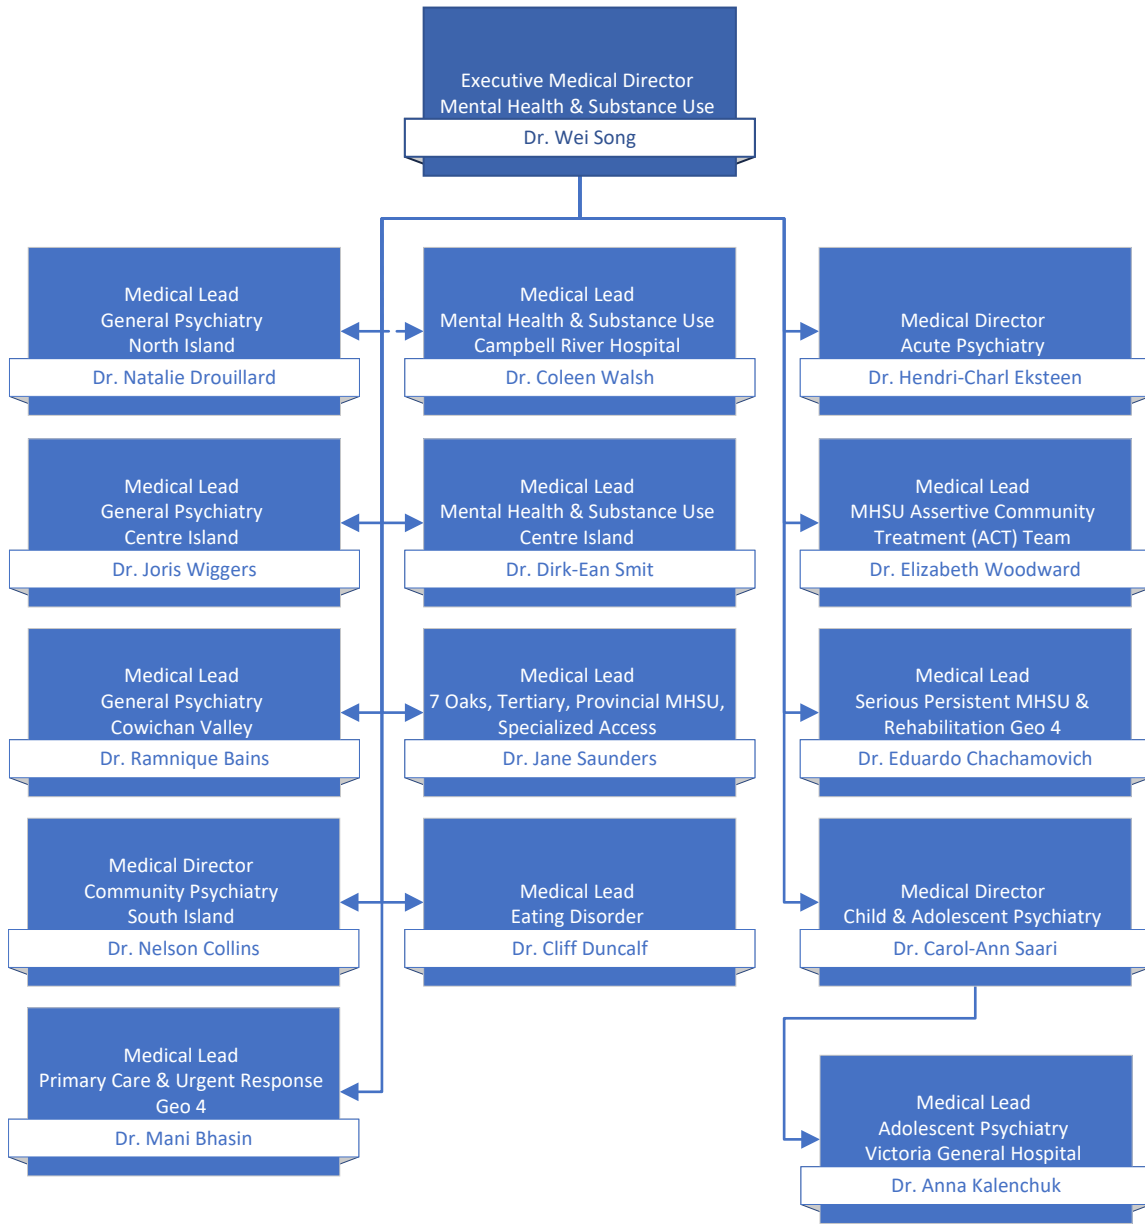 Executive Medical Director
Mental Health & Substance Use
Dr. Wei Song
Medical Lead
General Psychiatry
North Island
Dr. Natalie Drouillard
Medical Lead
Mental Health & Substance Use
Campbell River Hospital
Dr. Coleen Walsh
Medical Director
Acute Psychiatry
Dr. Hendri-Charl Eksteen
Medical Lead
General Psychiatry
Centre Island
Dr. Joris Wiggers
Medical Lead
Mental Health & Substance Use
Centre Island
Dr. Dirk-Ean Smit
Medical Lead
MHSU Assertive Community
Treatment (ACT) Team
Dr. Elizabeth Woodward
Medical Lead
General Psychiatry
Cowichan Valley
Dr. Ramnique Bains
Medical Lead
7 Oaks, Tertiary, Provincial MHSU,
Specialized Access
Dr. Jane Saunders
Medical Lead
Serious Persistent MHSU &
Rehabilitation Geo 4
Dr. Eduardo Chachamovich
Medical Director
Community Psychiatry
South Island
Dr. Nelson Collins
Medical Lead
Eating Disorder
Dr. Cliff Duncalf
Medical Director
Child & Adolescent Psychiatry
Dr. Carol-Ann Saari
Medical Lead
Primary Care & Urgent Response
Geo 4
Dr. Mani Bhasin
Medical Lead
Adolescent Psychiatry
Victoria General Hospital
Dr. Anna Kalenchuk